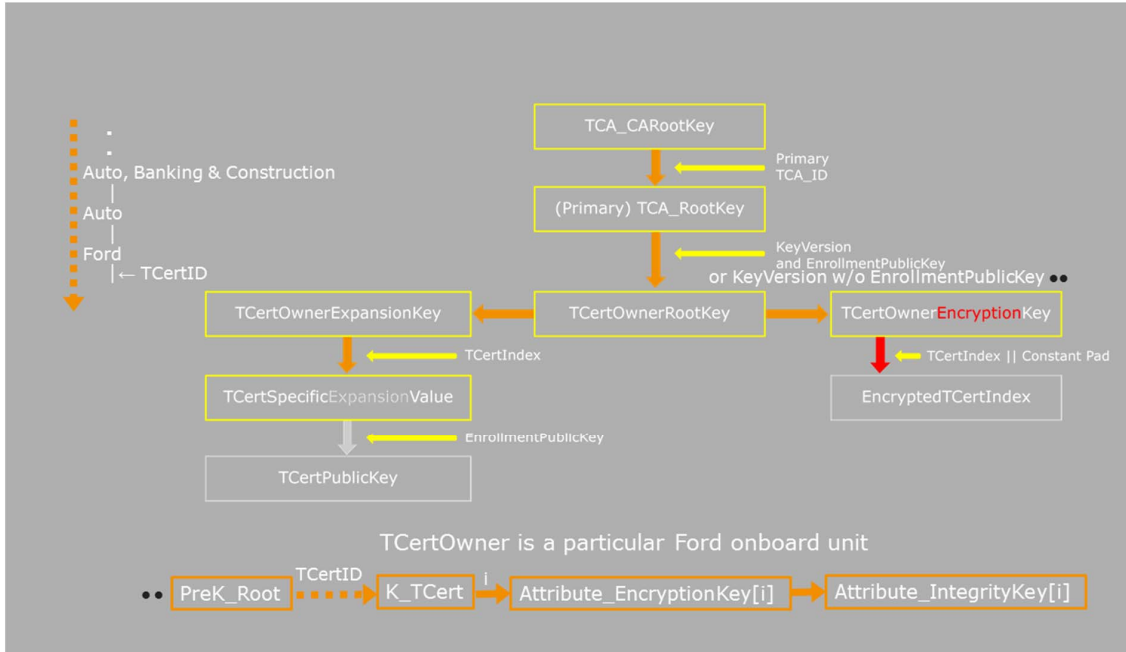 TCA_CARootKey
Primary
TCA_ID
(Primary) TCA_RootKey
KeyVersion
and EnrollmentPublicKey
or KeyVersion w/o EnrollmentPublicKey ••
:
Auto, Banking & Construction
|
Auto
|
Ford
|← TCertID
TCertOwnerExpansionKey
TCertOwnerRootKey
TCertOwnerEncryptionKey
TCertIndex
TCertIndex || Constant Pad
TCertSpecificExpansionValue
EncryptedTCertIndex
EnrollmentPublicKey
TCertPublicKey
TCertOwner is a particular Ford onboard unit
•• PreK_Root
TCertID
K_TCert
i
Attribute_EncryptionKey[i]
Attribute_IntegrityKey[i]